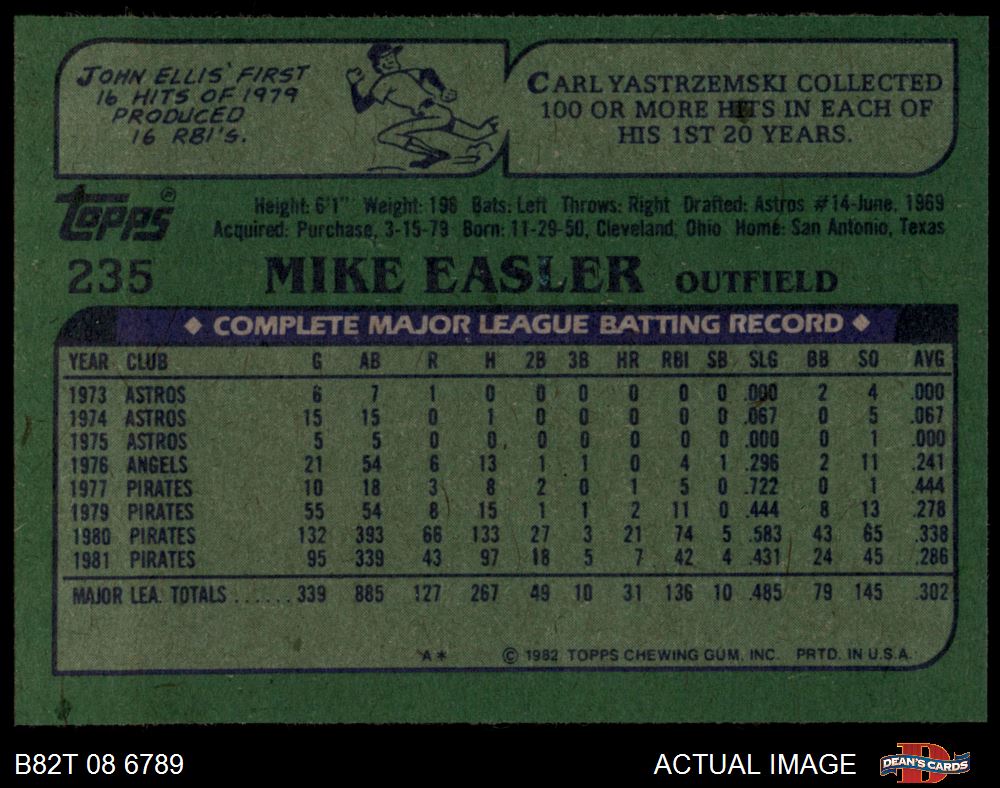 JOHN ELLIS' FIRST
16 HITS OF 1979
PRODUCED
16 RBI'S.
CARL YASTRZEMSKI COLLECTED
100 OR MORE HITS IN EACH OF
HIS 1ST 20 YEARS.
Topps®
Height: 6'1" Weight: 196 Bats: Left Throws: Right Drafted: Astros #14-June, 1969
Acquired: Purchase, 3-15-79 Born: 11-29-50, Cleveland, Ohio Home: San Antonio, Texas
235 MIKE EASLER OUTFIELD
◆ COMPLETE MAJOR LEAGUE BATTING RECORD ◆
YEAR CLUB G AB R H 2B 3B HR RBI SB SLG BB SO AVG
1973 ASTROS 6 7 1 0 0 0 0 0 0 .000 2 4 .000
1974 ASTROS 15 15 0 1 0 0 0 0 0 .067 0 5 .067
1975 ASTROS 5 5 0 0 0 0 0 0 0 .000 0 1 .000
1976 ANGELS 21 54 6 13 1 1 0 4 1 .296 2 11 .241
1977 PIRATES 10 18 3 8 2 0 1 5 0 .722 0 1 .444
1979 PIRATES 55 54 8 15 1 1 2 11 0 .444 8 13 .278
1980 PIRATES 132 393 66 133 27 3 21 74 5 .583 43 65 .338
1981 PIRATES 95 339 43 97 18 5 7 42 4 .431 24 45 .286
MAJOR LEA. TOTALS ...... 339 885 127 267 49 10 31 136 10 .485 79 145 .302
A* © 1982 TOPPS CHEWING GUM, INC. PRTD. IN U.S.A.
B82T 08 6789 ACTUAL IMAGE DEAN'S CARDS